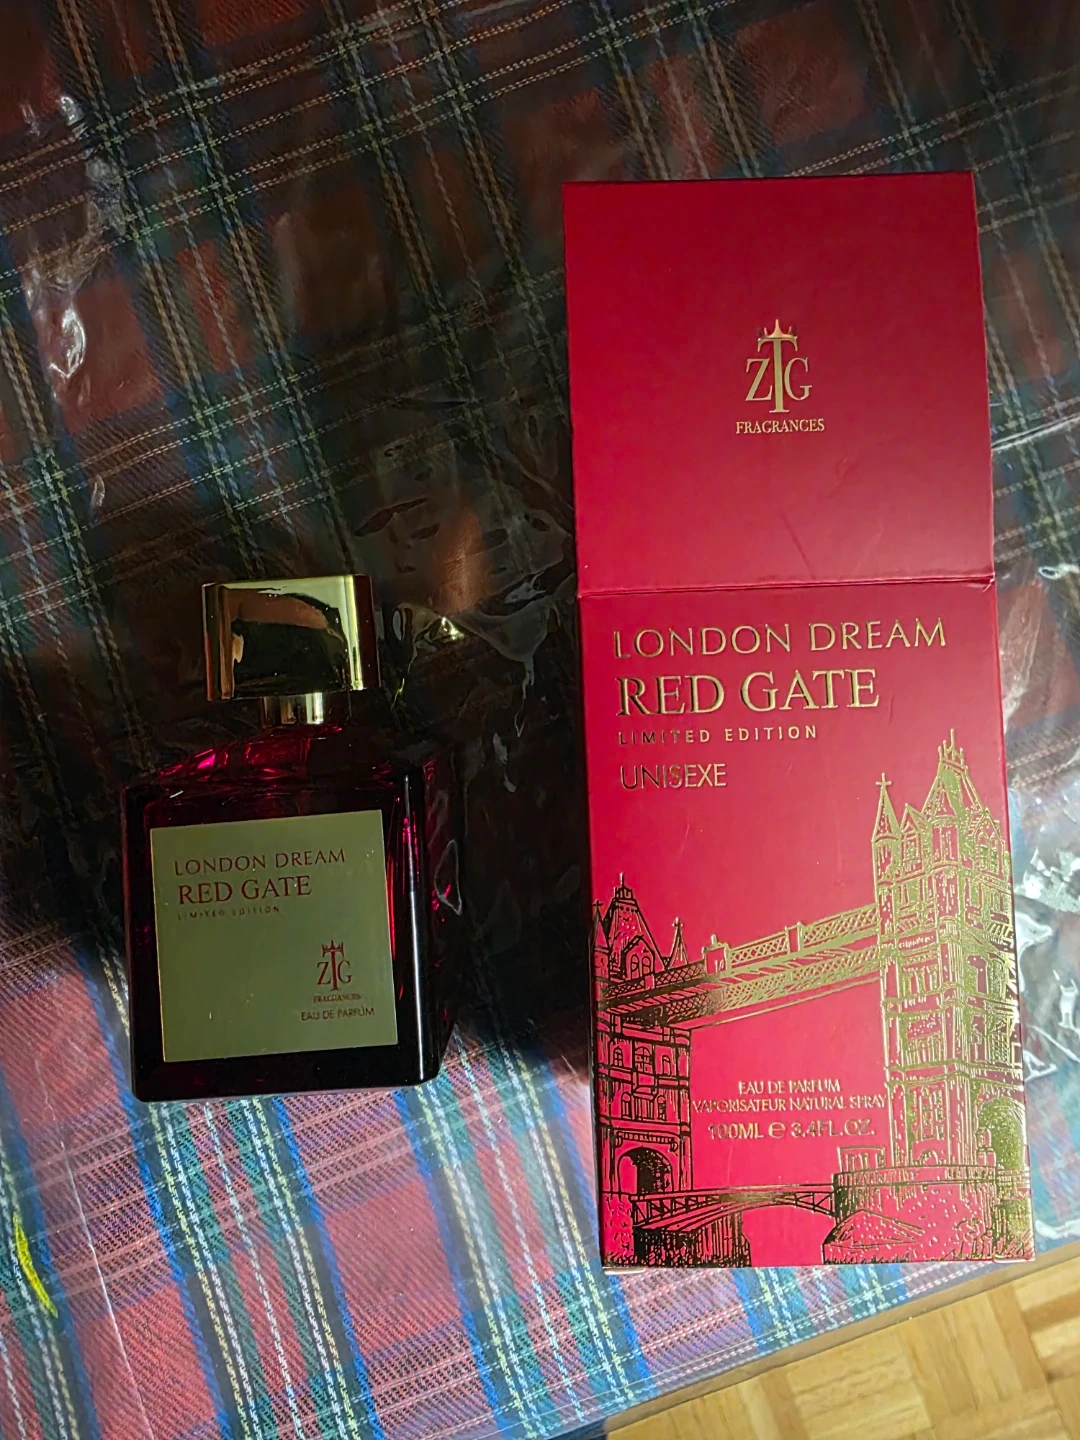 ZTG
FRAGRANCES
LONDON DREAM
RED GATE
LIMITED EDITION
UNISEXE
EAU DE PARFUM
VAPORISATEUR NATURAL SPRAY
100ML e 3.4FL.OZ.
LONDON DREAM
RED GATE
LIMITED EDITION
ZTG
FRAGRANCES
EAU DE PARFUM